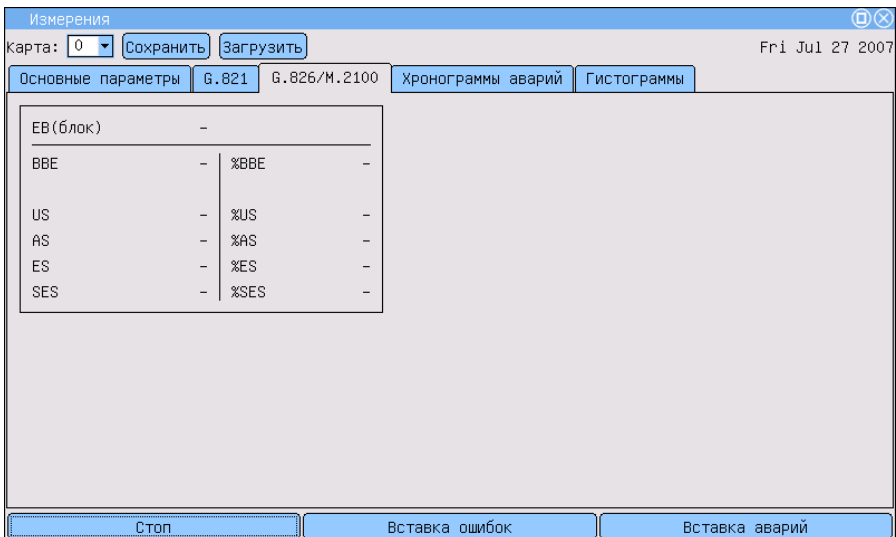 Измерения
Карта: 0 Сохранить Загрузить Fri Jul 27 2007
Основные параметры G.821 G.826/M.2100 Хронограммы аварий Гистограммы
EB(блок) –
BBE – %BBE –
US – %US –
AS – %AS –
ES – %ES –
SES – %SES –
Стоп Вставка ошибок Вставка аварий